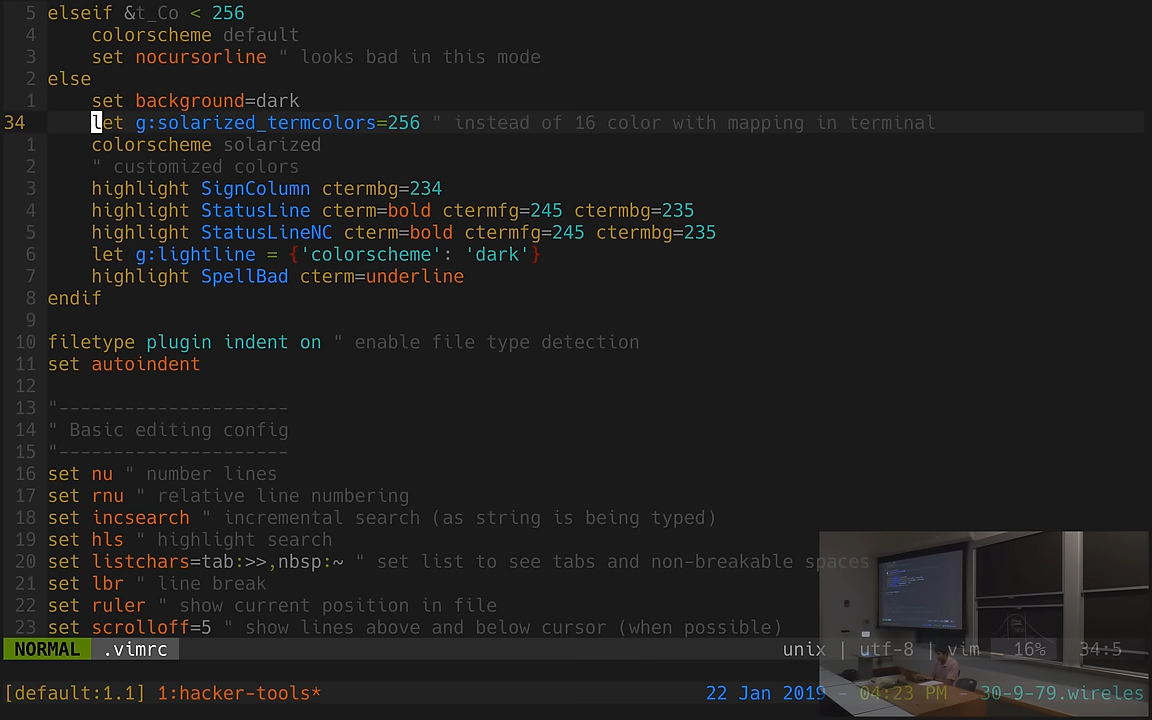 5 elseif &t_Co < 256
4     colorscheme default
3     set nocursorline " looks bad in this mode
2 else
1     set background=dark
34     let g:solarized_termcolors=256 " instead of 16 color with mapping in terminal
1     colorscheme solarized
2     " customized colors
3     highlight SignColumn ctermbg=234
4     highlight StatusLine cterm=bold ctermfg=245 ctermbg=235
5     highlight StatusLineNC cterm=bold ctermfg=245 ctermbg=235
6     let g:lightline = {'colorscheme': 'dark'}
7     highlight SpellBad cterm=underline
8 endif
9
10 filetype plugin indent on " enable file type detection
11 set autoindent
12
13 "---------------------
14 " Basic editing config
15 "---------------------
16 set nu " number lines
17 set rnu " relative line numbering
18 set incsearch " incremental search (as string is being typed)
19 set hls " highlight search
20 set listchars=tab:>>,nbsp:~ " set list to see tabs and non-breakable spaces
21 set lbr " line break
22 set ruler " show current position in file
23 set scrolloff=5 " show lines above and below cursor (when possible)
NORMAL .vimrc unix | utf-8 | vim 16% 34:5
[default:1.1] 1:hacker-tools* 22 Jan 2019 - 04:23 PM - 30-9-79.wireles